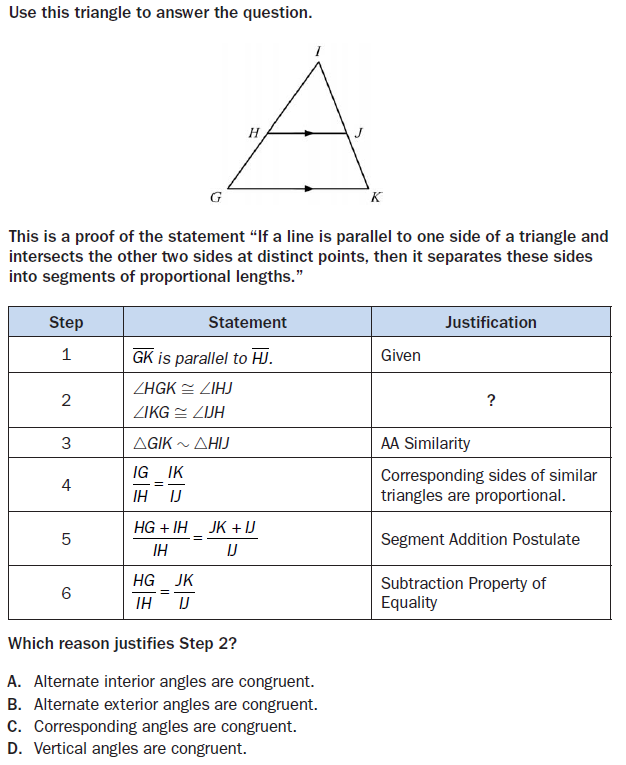 Use this triangle to answer the question.
I
H
J
G
K
This is a proof of the statement “If a line is parallel to one side of a triangle and
intersects the other two sides at distinct points, then it separates these sides
into segments of proportional lengths.”
Step Statement Justification
1 G̅K̅ is parallel to H̅J̅. Given
2 ∠HGK ≅ ∠IHJ
∠IKG ≅ ∠IJH
?
3 △GIK ~ △HIJ AA Similarity
4 IG/IH = IK/IJ Corresponding sides of similar
triangles are proportional.
5 HG + IH/IH = JK + IJ/IJ Segment Addition Postulate
6 HG/IH = JK/IJ Subtraction Property of
Equality
Which reason justifies Step 2?
A. Alternate interior angles are congruent.
B. Alternate exterior angles are congruent.
C. Corresponding angles are congruent.
D. Vertical angles are congruent.